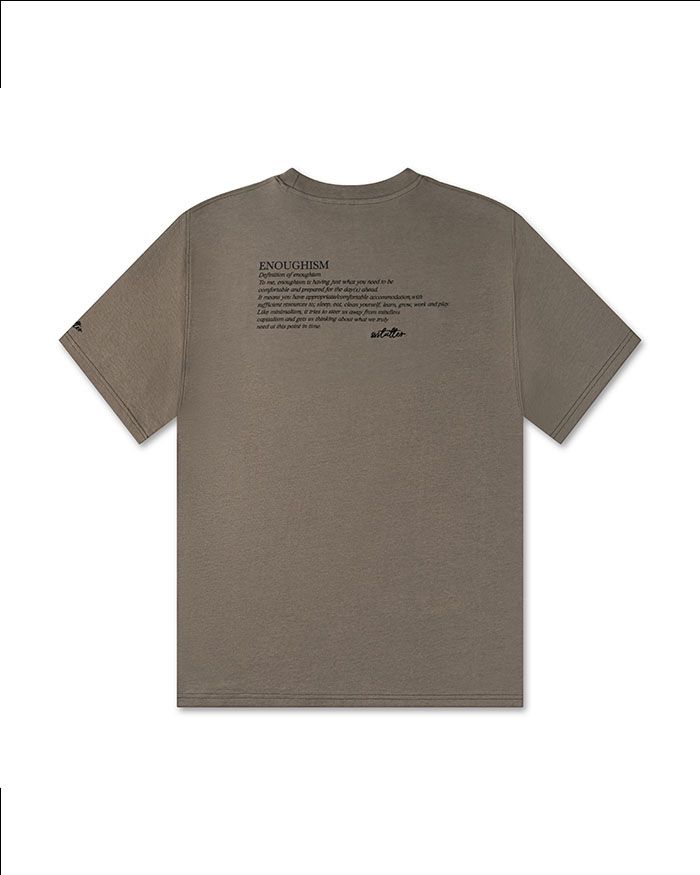 ENOUGHISM
Definition of enoughism
To me, enoughism is having just what you need to be
comfortable and prepared for the day(s) ahead.
It means you have appropriate/comfortable accommodation, with
sufficient resources to, sleep, eat, clean yourself, learn, grow, work and play.
Like minimalism, it tries to steer us away from mindless
capitalism and gets us thinking about what we truly
need at this point in time.